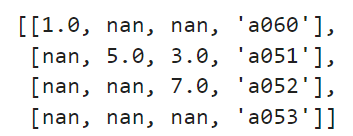 [[1.0, nan, nan, 'a060'],
[nan, 5.0, 3.0, 'a051'],
[nan, nan, 7.0, 'a052'],
[nan, nan, nan, 'a053']]